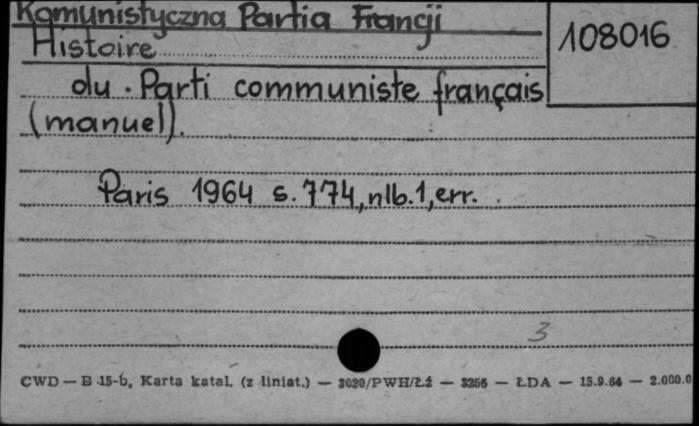 Komunistyczna Partia Francji
108016
Histoire
du Parti communiste français
(manuel).
Paris 1964 s. 774, nlb. 1, err.
3
CWD — B-15-b, Karta katal. (z liniat.) — 3020/PWH/Łź — 3256 — ŁDA — 15.9.64 — 2.000.0